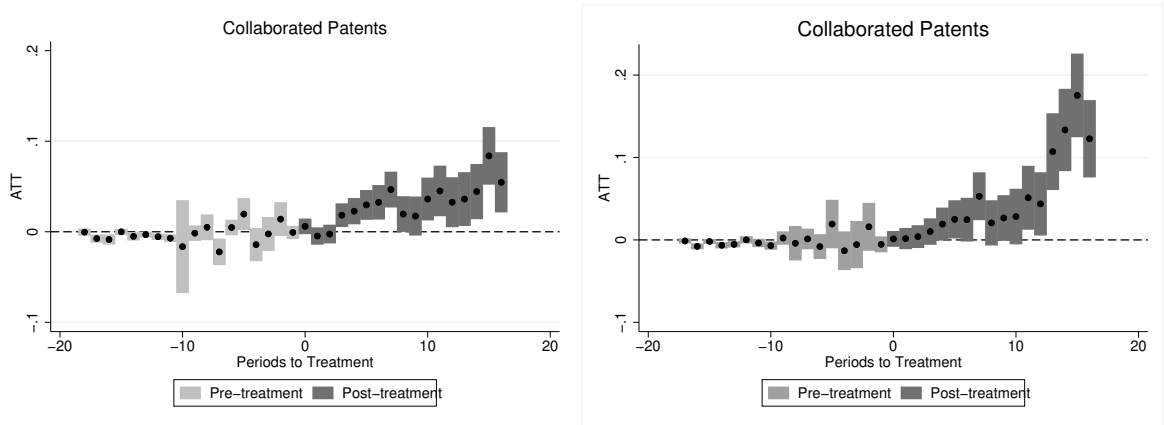 Collaborated Patents
.2
.1
0
-.1
ATT
−20 −10 0 10 20
Periods to Treatment
Pre−treatment Post−treatment
Collaborated Patents
.2
.1
0
-.1
ATT
−20 −10 0 10 20
Periods to Treatment
Pre−treatment Post−treatment